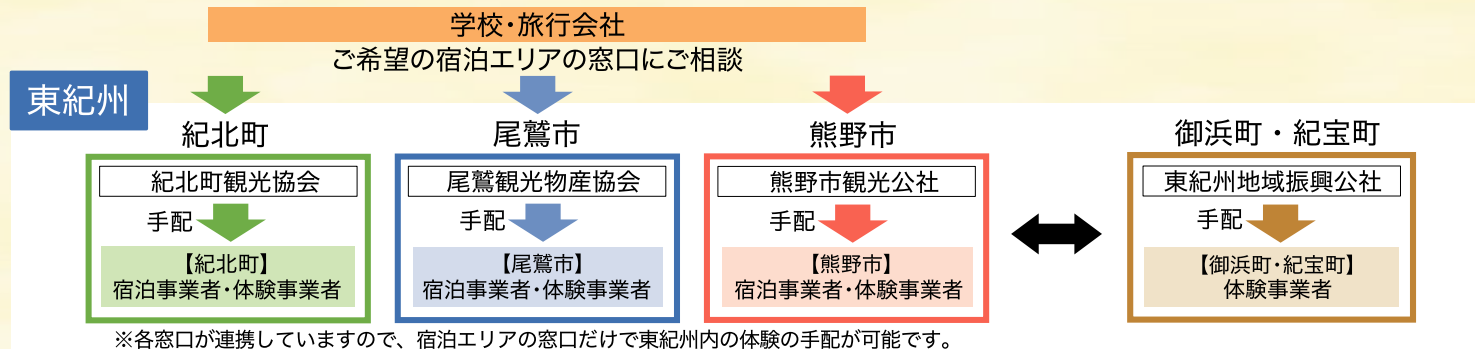 学校・旅行会社
ご希望の宿泊エリアの窓口にご相談
東紀州
紀北町
紀北町観光協会
手配
【紀北町】
宿泊事業者・体験事業者
尾鷲市
尾鷲観光物産協会
手配
【尾鷲市】
宿泊事業者・体験事業者
熊野市
熊野市観光公社
手配
【熊野市】
宿泊事業者・体験事業者
御浜町・紀宝町
東紀州地域振興公社
手配
【御浜町・紀宝町】
体験事業者
※各窓口が連携していますので、宿泊エリアの窓口だけで東紀州内の体験の手配が可能です。